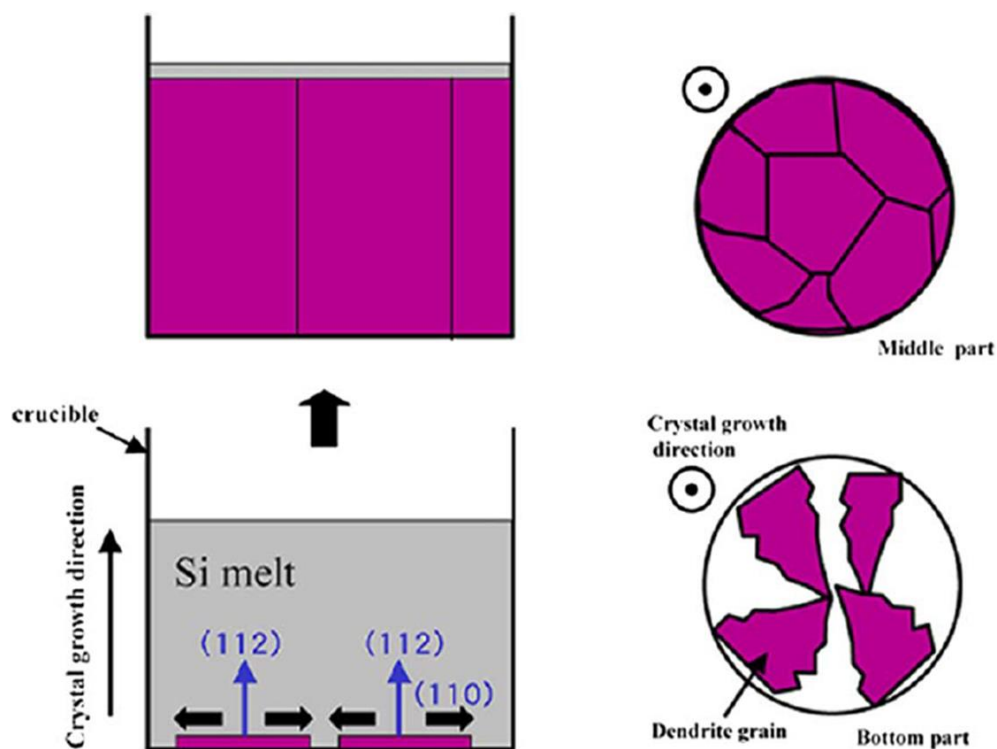 Middle part
crucible
Crystal growth
direction
Crystal growth direction
Si melt
(112)
(112)
(110)
Dendrite grain
Bottom part